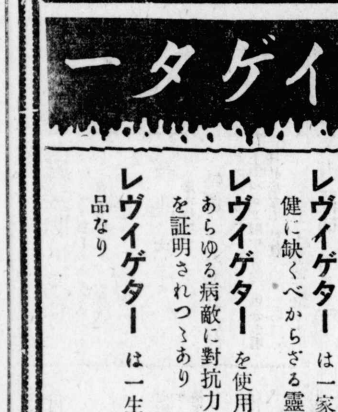 イゲター
レヴイゲター は一家
健に缺くべからざる靈
レヴイゲター を使用
あらゆる病敵に對抗力
を証明されつゝあり
レヴイゲター は一生
品なり